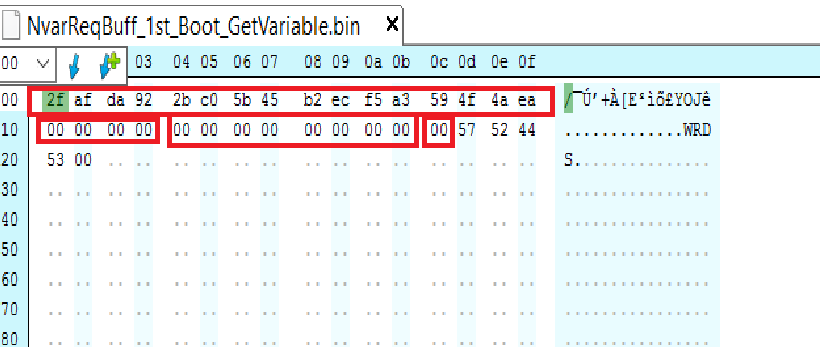 NvarReqBuff_1st_Boot_GetVariable.bin ×
00 03 04 05 06 07 08 09 0a 0b 0c 0d 0e 0f
00 2f af da 92 2b c0 5b 45 b2 ec f5 a3 59 4f 4a ea /¯Ú’+À[E²ìõ£YOJê
10 00 00 00 00 00 00 00 00 00 00 00 00 00 57 52 44 .............WRD
20 53 00 .. .. .. .. .. .. .. .. .. .. .. .. .. .. S...............
30 .. .. .. .. .. .. .. .. .. .. .. .. .. .. .. .. ................
40 .. .. .. .. .. .. .. .. .. .. .. .. .. .. .. .. ................
50 .. .. .. .. .. .. .. .. .. .. .. .. .. .. .. .. ................
60 .. .. .. .. .. .. .. .. .. .. .. .. .. .. .. .. ................
70 .. .. .. .. .. .. .. .. .. .. .. .. .. .. .. .. ................
80 .. .. .. .. .. .. .. .. .. .. .. .. .. .. .. .. ................